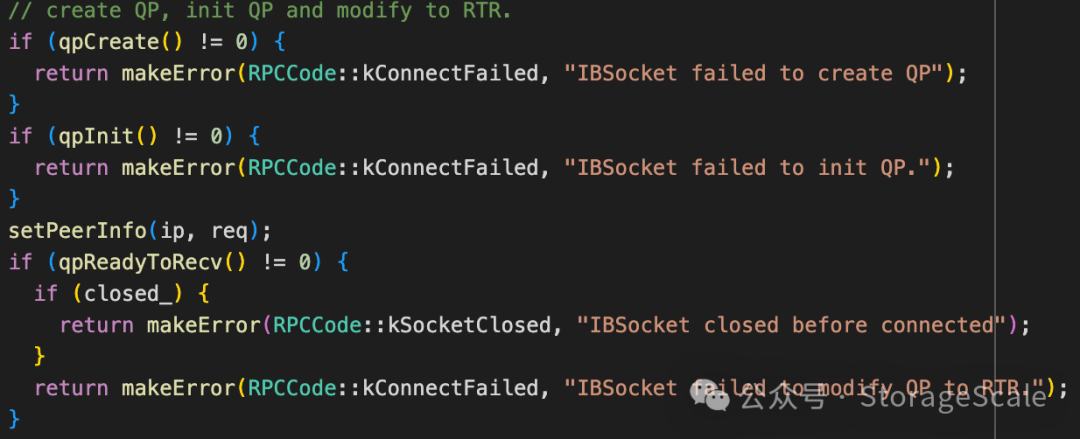 // create QP, init QP and modify to RTR.
if (qpCreate() != 0) {
  return makeError(RPCCode::kConnectFailed, "IBSocket failed to create QP");
}
if (qpInit() != 0) {
  return makeError(RPCCode::kConnectFailed, "IBSocket failed to init QP.");
}
setPeerInfo(ip, req);
if (qpReadyToRecv() != 0) {
  if (closed_) {
    return makeError(RPCCode::kSocketClosed, "IBSocket closed before connected");
  }
  return makeError(RPCCode::kConnectFailed, "IBSocket failed to modify QP to RTR.");
}
公众号 · StorageScale